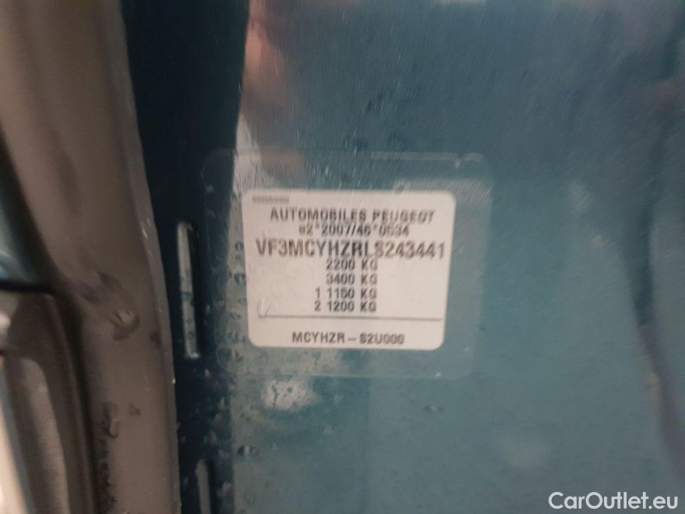 AUTOMOBILES PEUGEOT
e2*2007/46*0534
VF3MCYHZRLS243441
2200 KG
3400 KG
1 1150 KG
2 1200 KG
MCYHZR-S2U000
CarOutlet.eu